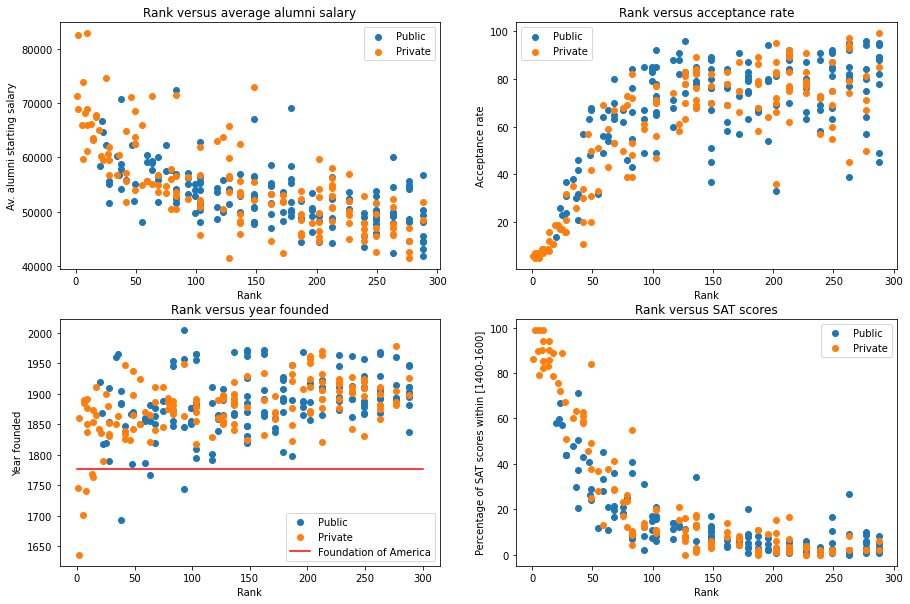 Rank versus average alumni salary
Public
Private
Av. alumni starting salary
80000
70000
60000
50000
40000
0 50 100 150 200 250 300
Rank
Rank versus acceptance rate
Public
Private
Acceptance rate
100
80
60
40
20
0 50 100 150 200 250 300
Rank
Rank versus year founded
Year founded
2000
1950
1900
1850
1800
1750
1700
1650
Public
Private
Foundation of America
0 50 100 150 200 250 300
Rank
Rank versus SAT scores
Public
Private
Percentage of SAT scores within [1400-1600]
100
80
60
40
20
0
0 50 100 150 200 250 300
Rank